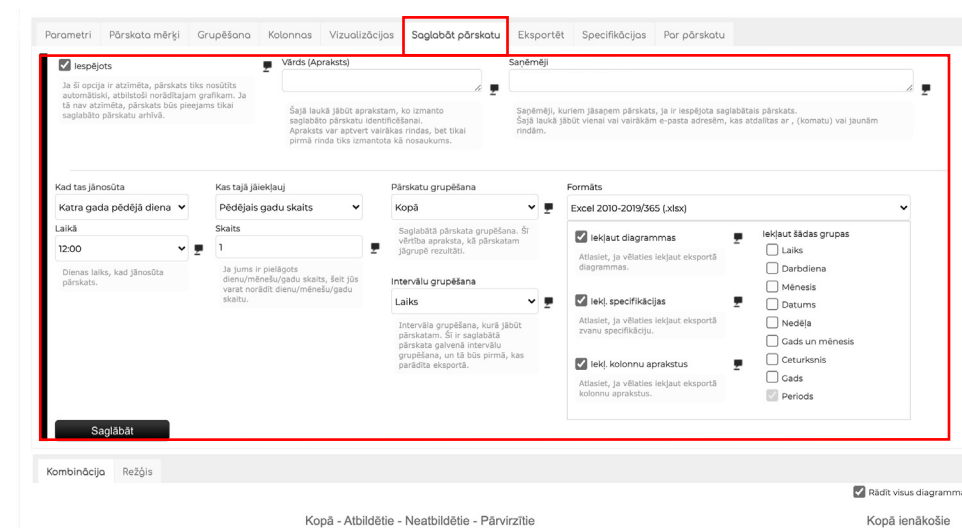 Parametri Pārskata mērķi Grupēšana Kolonnas Vizualizācijas Saglabāt pārskatu Eksportēt Specifikācijas Par pārskatu
Iespējots
Ja šī opcija ir atzīmēta, pārskats tiks nosūtīts
automātiski, atbilstoši norādītajam grafikam. Ja
tā nav atzīmēta, pārskats būs pieejams tikai
saglabāto pārskatu arhīvā.
Vārds (Apraksts)
Šajā laukā jābūt aprakstam, ko izmanto
saglabāto pārskatu identificēšanai.
Apraksts var aptvert vairākas rindas, bet tikai
pirmā rinda tiks izmantota kā nosaukums.
Saņēmēji
Saņēmēji, kuriem jāsaņem pārskats, ja ir iespējota saglabātais pārskats.
Šajā laukā jābūt vienai vai vairākām e-pasta adresēm, kas atdalītas ar , (komatu) vai jaunām
rindām.
Kad tas jānosūta
Katra gada pēdējā diena
Laikā
12:00
Dienas laiks, kad jānosūta
pārskats.
Kas tajā jāiekļauj
Pēdējais gadu skaits
Skaits
1
Ja jums ir pielāgots
dienu/mēnešu/gadu skaits, šeit jūs
varat norādīt dienu/mēnešu/gadu
skaitu.
Pārskatu grupēšana
Kopā
Saglabātā pārskata grupēšana. Šī
vērtība apraksta, kā pārskatam
jāgrupē rezultāti.
Intervālu grupēšana
Laiks
Intervāla grupēšana, kurā jābūt
pārskatam. Šī ir saglabātā
pārskata galvenā intervālu
grupēšana, un tā būs pirmā, kas
parādīta eksportā.
Formāts
Excel 2010-2019/365 (.xlsx)
Iekļaut diagrammas
Atlasiet, ja vēlaties iekļaut eksportā
diagrammas.
Iekļ. specifikācijas
Atlasiet, ja vēlaties iekļaut eksportā
zvanu specifikāciju.
Iekļ. kolonnu aprakstus
Atlasiet, ja vēlaties iekļaut eksportā
kolonnu aprakstus.
Iekļaut šādas grupas
Laiks
Darbdiena
Mēnesis
Datums
Nedēļa
Gads un mēnesis
Ceturksnis
Gads
Periods
Saglābāt
Kombinācija Režģis
Rādīt visus diagramma
Kopā - Atbildētie - Neatbildētie - Pārvirzītie
Kopā ienākošie